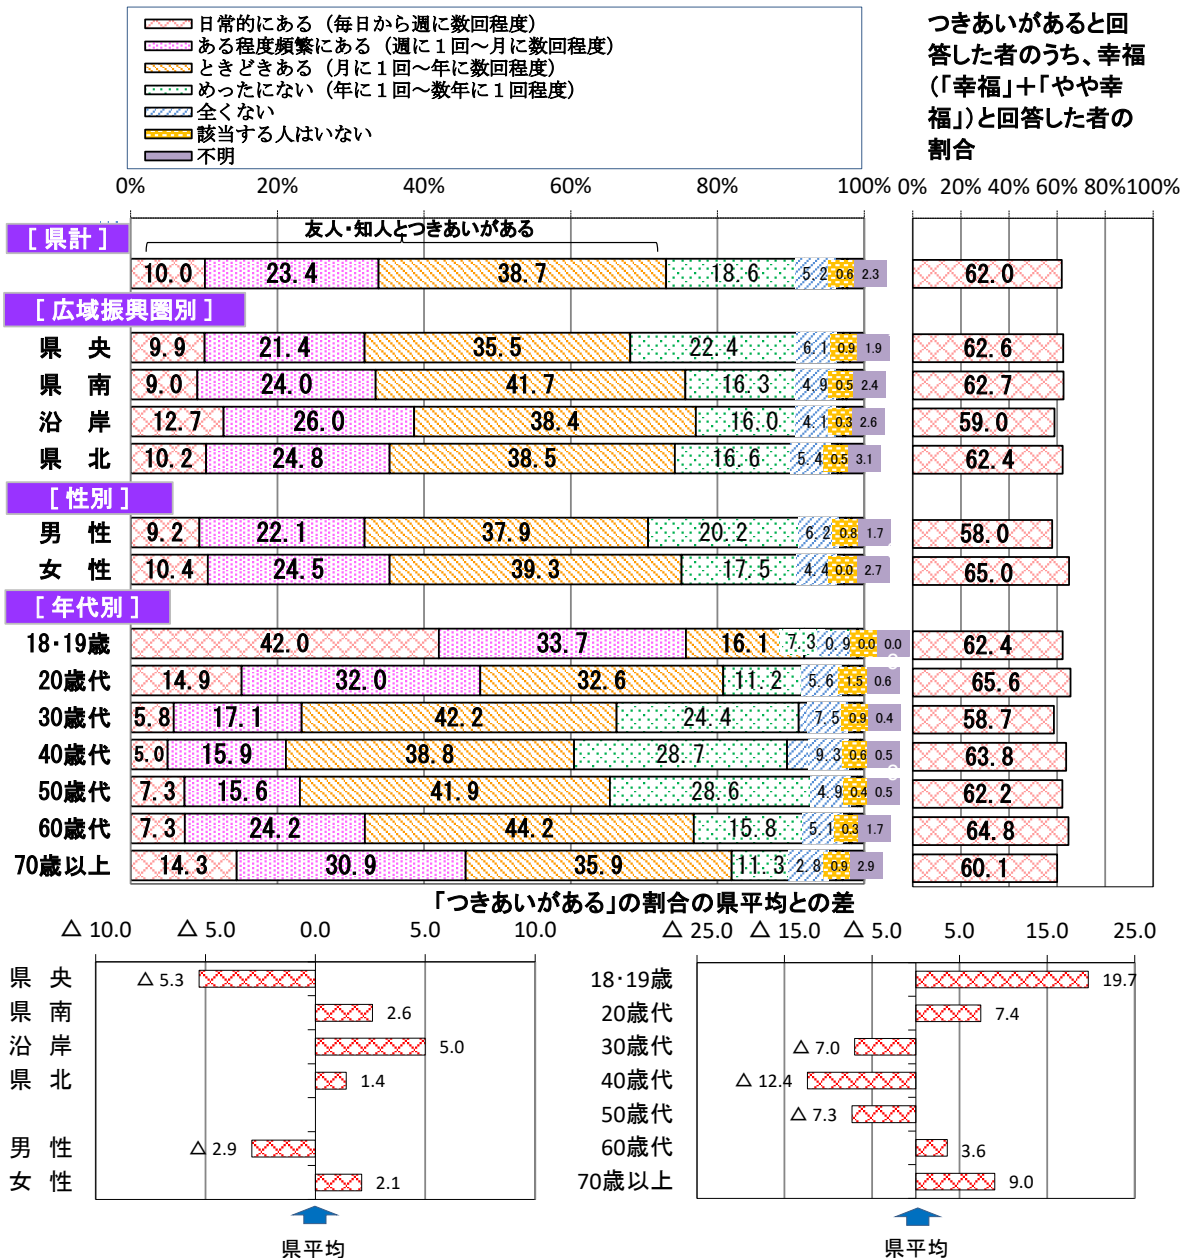 日常的にある（毎日から週に数回程度）
ある程度頻繁にある（週に１回～月に数回程度）
ときどきある（月に１回～年に数回程度）
めったにない（年に１回～数年に１回程度）
全くない
該当する人はいない
不明
つきあいがあると回
答した者のうち、幸福
（「幸福」＋「やや幸
福」）と回答した者の
割合
0% 20% 40% 60% 80% 100%
0% 20% 40% 60% 80% 100%
［ 県計 ］
友人・知人とつきあいがある
10.0 23.4 38.7 18.6 5.2 0.6 2.3 62.0
［ 広域振興圏別 ］
県 央 9.9 21.4 35.5 22.4 6.1 0.9 1.9 62.6
県 南 9.0 24.0 41.7 16.3 4.9 0.5 2.4 62.7
沿 岸 12.7 26.0 38.4 16.0 4.1 0.3 2.6 59.0
県 北 10.2 24.8 38.5 16.6 5.4 0.5 3.1 62.4
［ 性別 ］
男 性 9.2 22.1 37.9 20.2 6.2 0.8 1.7 58.0
女 性 10.4 24.5 39.3 17.5 4.4 0.0 2.7 65.0
［ 年代別 ］
18・19歳 42.0 33.7 16.1 7.3 0.9 0.0 0.0 62.4
20歳代 14.9 32.0 32.6 11.2 5.6 1.5 0.6 65.6
30歳代 5.8 17.1 42.2 24.4 7.5 0.9 0.4 58.7
40歳代 5.0 15.9 38.8 28.7 9.3 0.6 0.5 63.8
50歳代 7.3 15.6 41.9 28.6 4.9 0.4 0.5 62.2
60歳代 7.3 24.2 44.2 15.8 5.1 0.3 1.7 64.8
70歳以上 14.3 30.9 35.9 11.3 2.8 0.9 2.9 60.1
「つきあいがある」の割合の県平均との差
△ 10.0 △ 5.0 0.0 5.0 10.0
県 央 △ 5.3
県 南 2.6
沿 岸 5.0
県 北 1.4
男 性 △ 2.9
女 性 2.1
県平均
△ 25.0 △ 15.0 △ 5.0 5.0 15.0 25.0
18・19歳 19.7
20歳代 7.4
30歳代 △ 7.0
40歳代 △ 12.4
50歳代 △ 7.3
60歳代 3.6
70歳以上 9.0
県平均